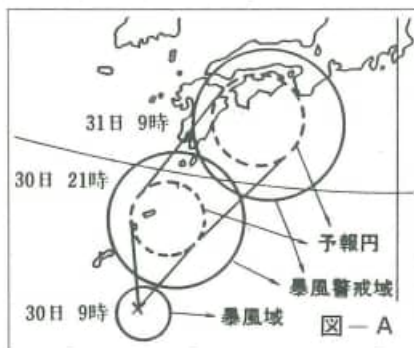 31日 9時
30日 21時
予報円
暴風警戒域
30日 9時
暴風域
図－A